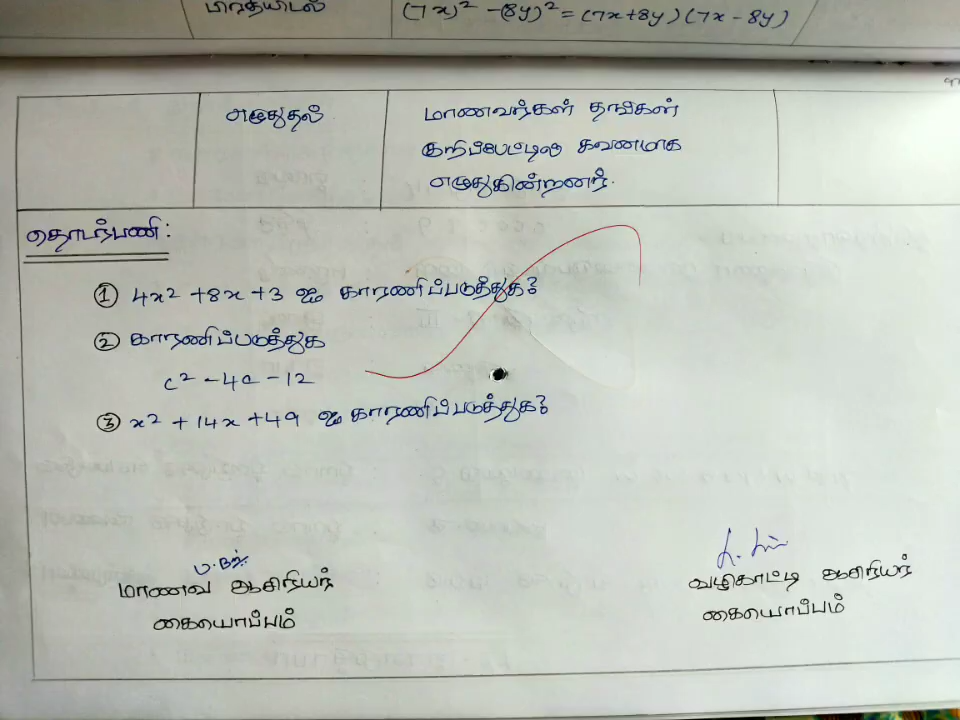 (7x)² -(8y)² = (7x+8y) (7x - 8y)
எழுதுதல்
மாணவர்கள் தங்கள்
குறிப்பேட்டில் கவனமாக
எழுதுகின்றனர்.
தொடர்பணி:
① 4x² +8x +3 ஐ காரணிப்படுத்துக?
② காரணிப்படுத்துக
c² - 4c - 12
③ x² + 14x +49 ஐ காரணிப்படுத்துக?
மாணவ ஆசிரியர்
கையொப்பம்
வழிகாட்டி ஆசிரியர்
கையொப்பம்